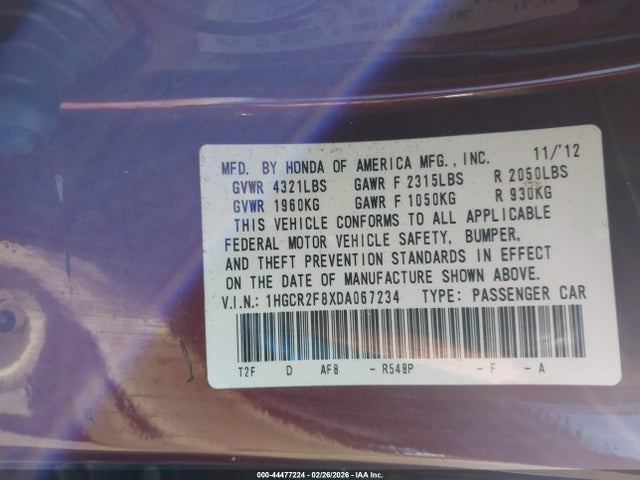 MFD. BY HONDA OF AMERICA MFG., INC. 11/'12
GVWR 4321LBS GAWR F 2315LBS R 2050LBS
GVWR 1960KG GAWR F 1050KG R 930KG
THIS VEHICLE CONFORMS TO ALL APPLICABLE
FEDERAL MOTOR VEHICLE SAFETY, BUMPER,
AND THEFT PREVENTION STANDARDS IN EFFECT
ON THE DATE OF MANUFACTURE SHOWN ABOVE.
V.I.N.: 1HGCR2F8XDA067234 TYPE: PASSENGER CAR
T2F D AF8 - R548P - F - A
000-44477224 - 02/26/2026 - IAA Inc.